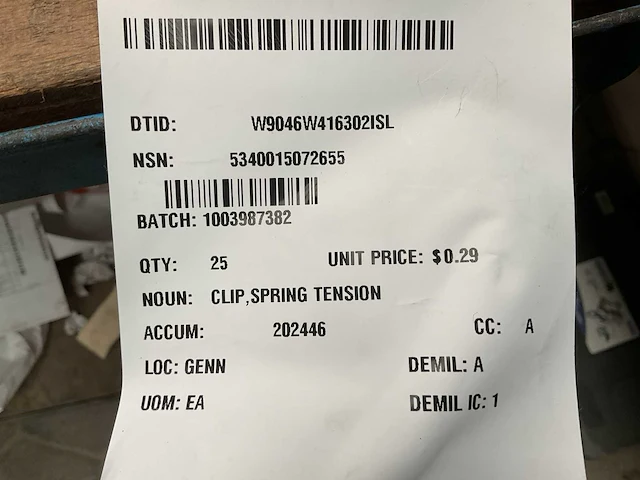 DTID: W9046W416302ISL
NSN: 5340015072655
BATCH: 1003987382
QTY: 25 UNIT PRICE: $0.29
NOUN: CLIP,SPRING TENSION
ACCUM: 202446 CC: A
LOC: GENN DEMIL: A
UOM: EA DEMIL IC: 1